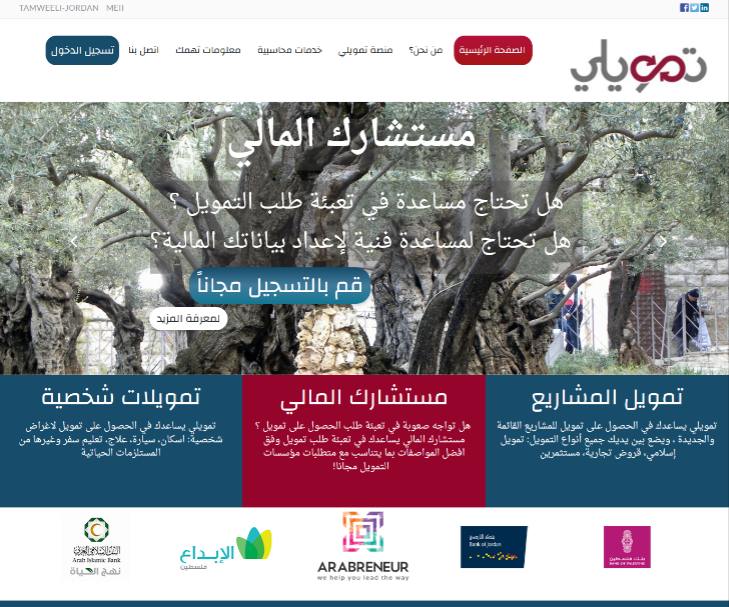 TAMWEELI-JORDAN MEII
تمويلي
الصفحة الرئيسية
من نحن؟
منصة تمويلي
خدمات محاسبية
معلومات تهمك
اتصل بنا
تسجيل الدخول
مستشارك المالي
هل تحتاج مساعدة في تعبئة طلب التمويل ؟
هل تحتاج لمساعدة فنية لإعداد بياناتك المالية؟
قم بالتسجيل مجاناً
لمعرفة المزيد
تمويل المشاريع
تمويلي يساعدك في الحصول على تمويل للمشاريع القائمة
والجديدة ، ويضع بين يديك جميع أنواع التمويل: تمويل
إسلامي، قروض تجارية، مستثمرين
مستشارك المالي
هل تواجه صعوبة في تعبئة طلب الحصول على تمويل ؟
مستشارك المالي يساعدك في تعبئة طلب تمويل وفق
افضل المواصفات بما يتناسب مع متطلبات مؤسسات
التمويل مجانا!
تمويلات شخصية
تمويلي يساعدك في الحصول على تمويل لاغراض
شخصية: اسكان، سيارة، علاج، تعليم سفر وغيرها من
المستلزمات الحياتية
بنك فلسطين
BANK OF PALESTINE
بنك الأردن
Bank of Jordan
ARABRENEUR
we help you lead the way
الإبداع
فلسطين
البنك الإسلامي العربي
Arab Islamic Bank
نهج الحياة